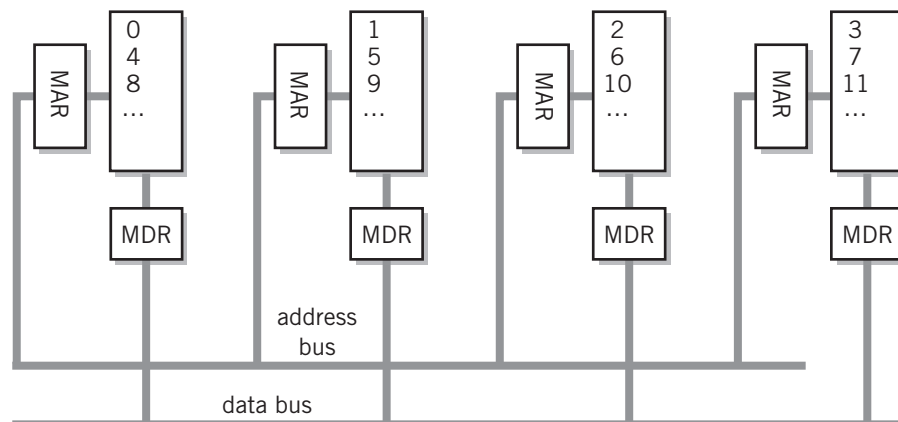 0
4
8
...
MAR
1
5
9
...
MAR
2
6
10
...
MAR
3
7
11
...
MAR
MDR
MDR
MDR
MDR
address
bus
data bus